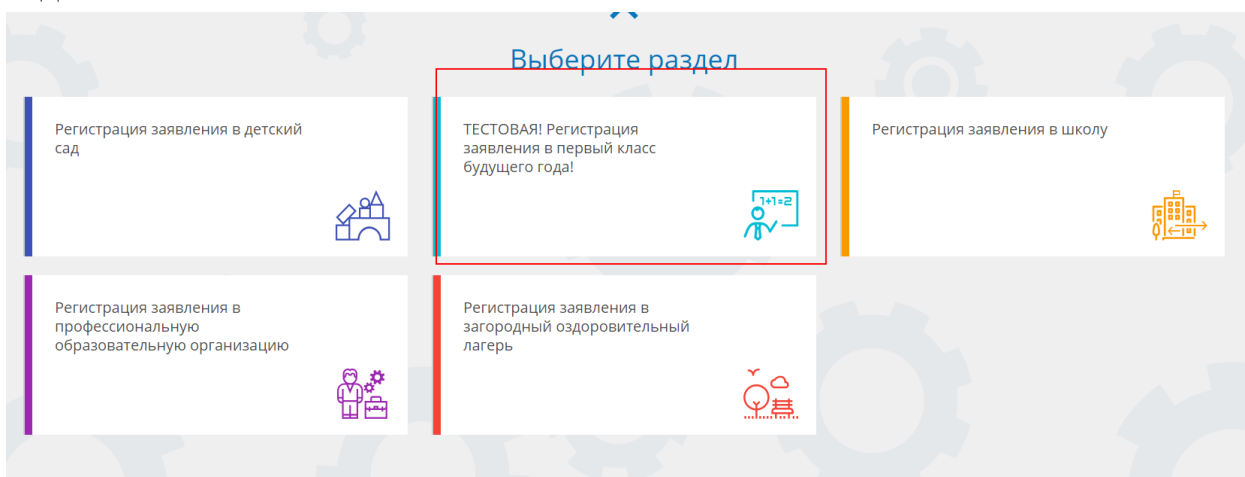 Выберите раздел
Регистрация заявления в детский
сад
ТЕСТОВАЯ! Регистрация
заявления в первый класс
будущего года!
1+1=2
Регистрация заявления в школу
Регистрация заявления в
профессиональную
образовательную организацию
Регистрация заявления в
загородный оздоровительный
лагерь